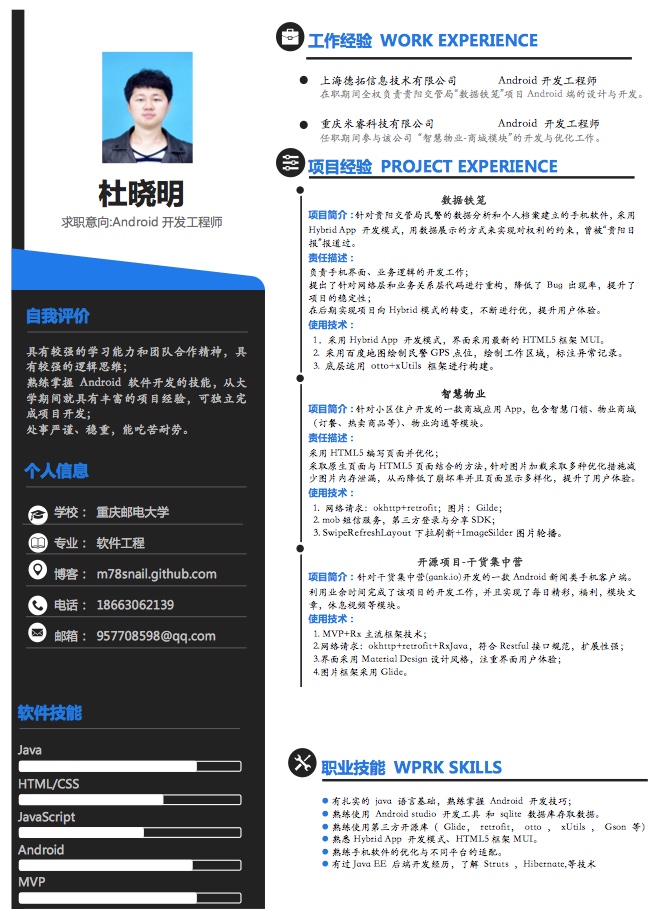 杜晓明
求职意向:Android 开发工程师
自我评价
具有较强的学习能力和团队合作精神，具
有较强的逻辑思维；
熟练掌握 Android 软件开发的技能，从大
学期间就具有丰富的项目经验，可独立完
成项目开发；
处事严谨、稳重，能吃苦耐劳。
个人信息
学校： 重庆邮电大学
专业： 软件工程
博客： m78snail.github.com
电话： 18663062139
邮箱： 957708598@qq.com
软件技能
Java
HTML/CSS
JavaScript
Android
MVP
工作经验 WORK EXPERIENCE
上海德拓信息技术有限公司 Android 开发工程师
在职期间全权负责贵阳交管局“数据铁笼”项目 Android 端的设计与开发。
重庆米睿科技有限公司 Android 开发工程师
任职期间参与该公司 “智慧物业-商城模块”的开发与优化工作。
项目经验 PROJECT EXPERIENCE
数据铁笼
项目简介：针对贵阳交管局民警的数据分析和个人档案建立的手机软件，采用
Hybrid App 开发模式，用数据展示的方式来实现对权利的约束，曾被“贵阳日
报”报道过。
责任描述：
负责手机界面、业务逻辑的开发工作；
提出了针对网络层和业务关系层代码进行重构，降低了 Bug 出现率，提升了
项目的稳定性；
在后期实现项目向 Hybrid 模式的转变，不断进行优，提升用户体验。
使用技术：
1. 采用 Hybrid App 开发模式，界面采用最新的 HTML5 框架 MUI。
2. 采用百度地图绘制民警 GPS 点位，绘制工作区域，标注异常记录。
3. 底层运用 otto+xUtils 框架进行构建。
智慧物业
项目简介：针对小区住户开发的一款商城应用 App，包含智慧门锁、物业商城
（订餐、热卖商品等）、物业沟通等模块。
责任描述：
采用 HTML5 编写页面并优化；
采取原生页面与 HTML5 页面结合的方法，针对图片加载采取多种优化措施减
少图片内存泄漏，从而降低了崩坏率并且页面显示多样化，提升了用户体验。
使用技术：
1. 网络请求：okhttp+retrofit；图片：Gilde；
2. mob 短信服务，第三方登录与分享 SDK；
3. SwipeRefreshLayout 下拉刷新+ImageSilder 图片轮播。
开源项目-干货集中营
项目简介：针对干货集中营(gank.io)开发的一款 Android 新闻类手机客户端。
利用业余时间完成了该项目的开发工作，并且实现了每日精彩，福利，模块文
章，休息视频等模块。
使用技术：
1. MVP+Rx 主流框架技术；
2.网络请求：okhttp+retrofit+RxJava，符合 Restful 接口规范，扩展性强；
3.界面采用 Material Design 设计风格，注重界面用户体验；
4.图片框架采用 Glide。
职业技能 WPRK SKILLS
有扎实的 java 语言基础，熟练掌握 Android 开发技巧；
熟练使用 Android studio 开发工具 和 sqlite 数据库存取数据。
熟练使用第三方开源库（ Glide， retrofit， otto ， xUtils ， Gson 等）
熟悉 Hybrid App 开发模式、HTML5 框架 MUI。
熟练手机软件的优化与不同平台的适配。
有过 Java EE 后端开发经历，了解 Struts ，Hibernate,等技术